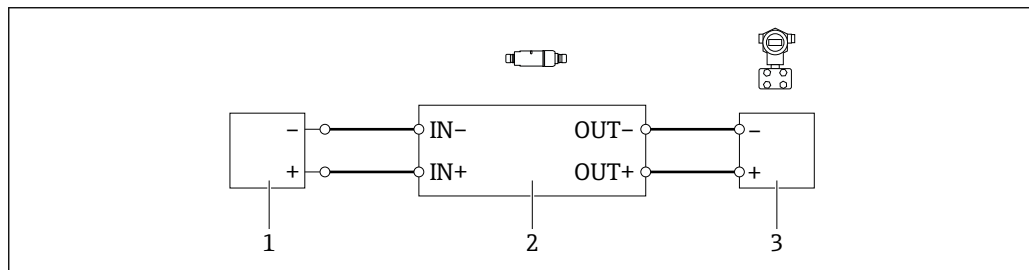 − IN− OUT− −
+ IN+ OUT+ +
1 2 3